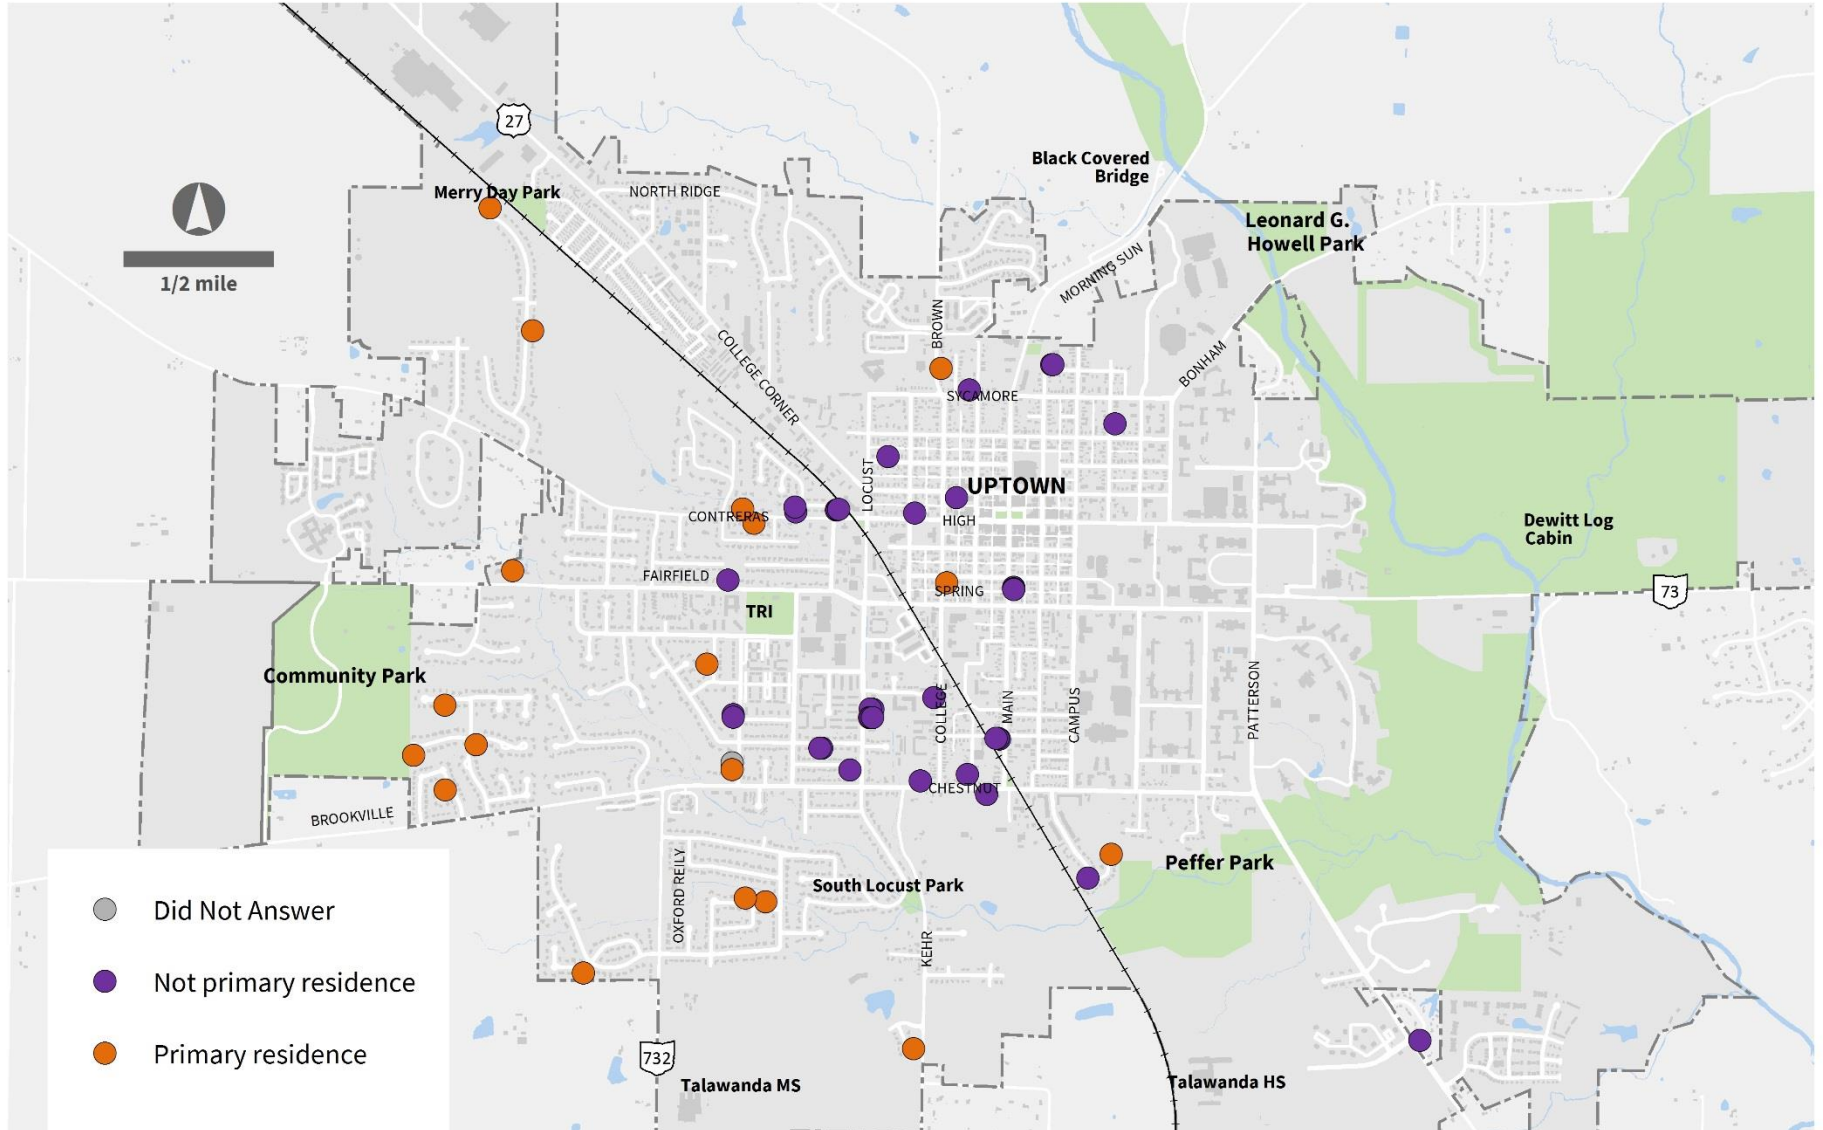 27
Black Covered
Bridge
Merry Day Park
NORTH RIDGE
Leonard G.
Howell Park
1/2 mile
MORNING SUN
BROWN
COLLEGE CORNER
BONHAM
SYCAMORE
LOCUST
UPTOWN
CONTRERAS
HIGH
Dewitt Log
Cabin
FAIRFIELD
SPRING
73
TRI
Community Park
COLLEGE
MAIN
CAMPUS
PATTERSON
CHESTNUT
BROOKVILLE
Peffer Park
OXFORD REILY
South Locust Park
KEHR
Did Not Answer
Not primary residence
Primary residence
732
Talawanda MS
Talawanda HS